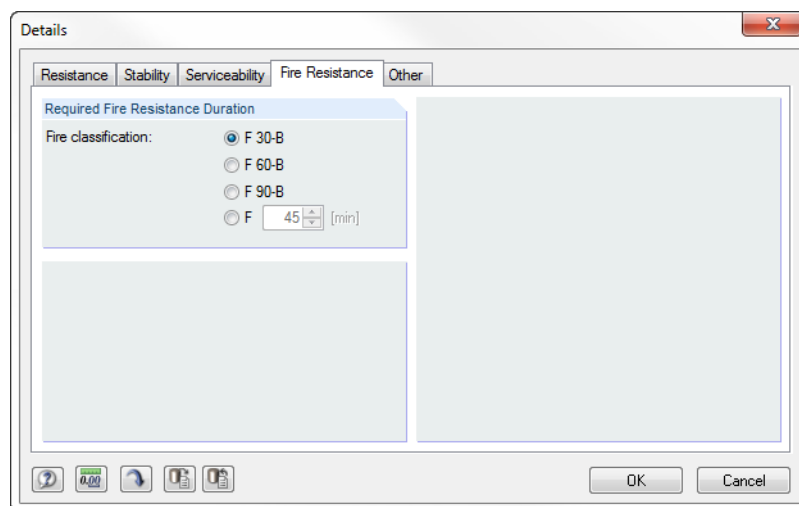 Details
Resistance Stability Serviceability Fire Resistance Other
Required Fire Resistance Duration
Fire classification: F 30-B
F 60-B
F 90-B
F 45 [min]
0.00
OK Cancel